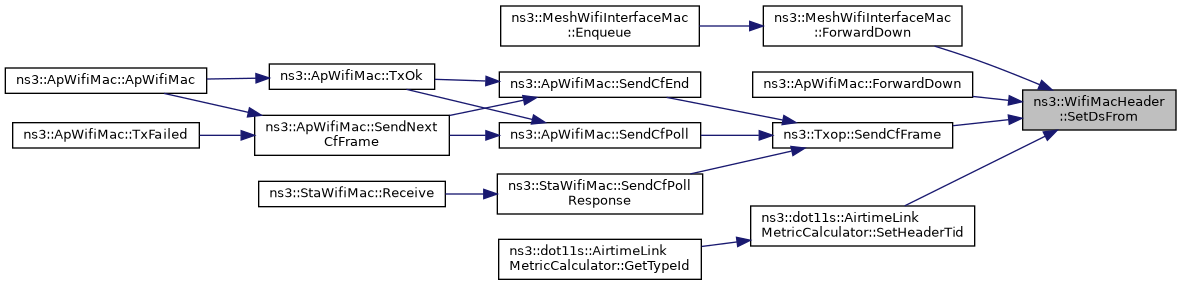 ns3::MeshWifiInterfaceMac
::Enqueue
ns3::MeshWifiInterfaceMac
::ForwardDown
ns3::ApWifiMac::ApWifiMac
ns3::ApWifiMac::TxOk
ns3::ApWifiMac::SendCfEnd
ns3::ApWifiMac::ForwardDown
ns3::WifiMacHeader
::SetDsFrom
ns3::ApWifiMac::TxFailed
ns3::ApWifiMac::SendNext
CfFrame
ns3::ApWifiMac::SendCfPoll
ns3::Txop::SendCfFrame
ns3::StaWifiMac::Receive
ns3::StaWifiMac::SendCfPoll
Response
ns3::dot11s::AirtimeLink
MetricCalculator::SetHeaderTid
ns3::dot11s::AirtimeLink
MetricCalculator::GetTypeId